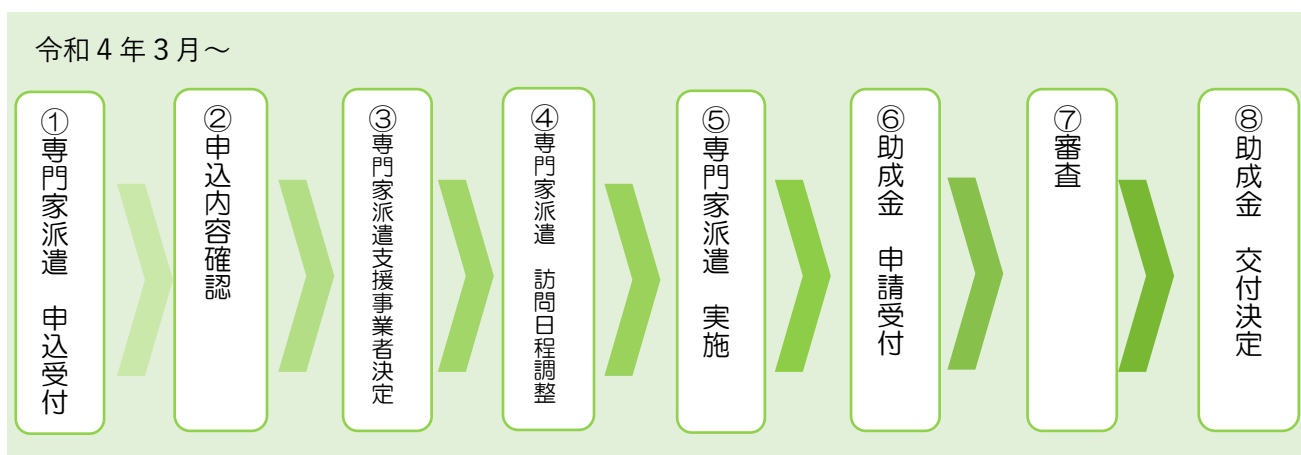 令和4年3月～
①専門家派遣　申込受付
②申込内容確認
③専門家派遣支援事業者決定
④専門家派遣　訪問日程調整
⑤専門家派遣　実施
⑥助成金　申請受付
⑦審査
⑧助成金　交付決定